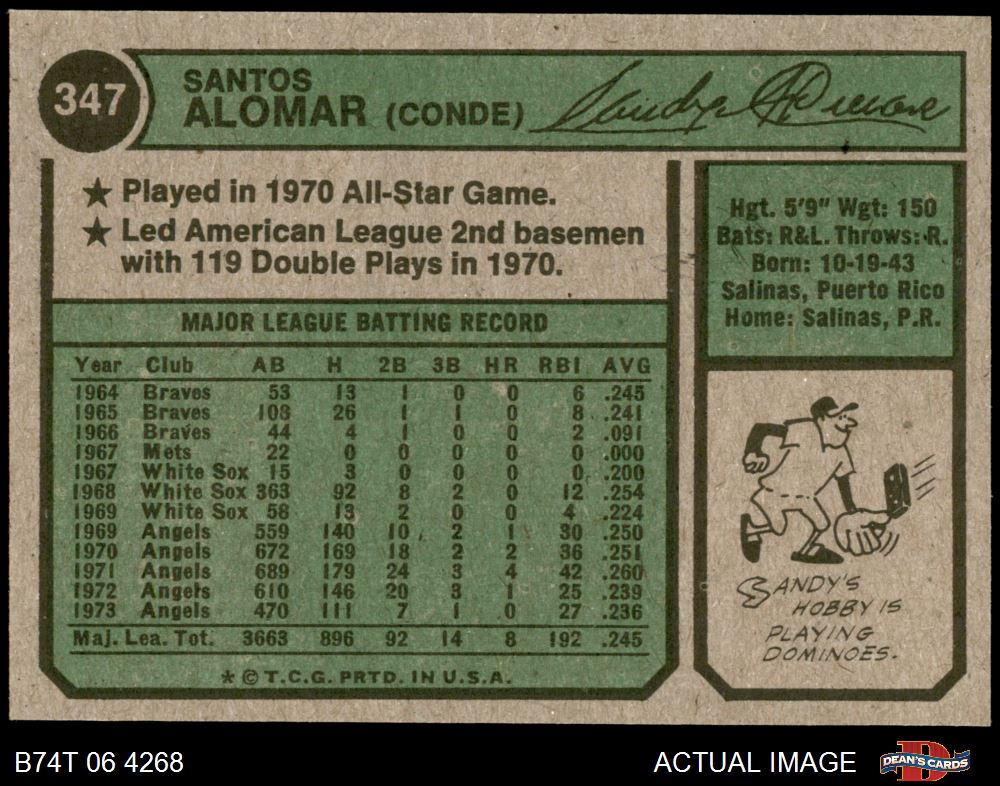 347
SANTOS
ALOMAR (CONDE)
Sandy Alomar
★ Played in 1970 All-Star Game.
★ Led American League 2nd basemen
with 119 Double Plays in 1970.
Hgt. 5'9" Wgt: 150
Bats: R&L. Throws: R.
Born: 10-19-43
Salinas, Puerto Rico
Home: Salinas, P.R.
MAJOR LEAGUE BATTING RECORD
Year Club AB H 2B 3B HR RBI AVG
1964 Braves 53 13 1 0 0 6 .245
1965 Braves 108 26 1 1 0 8 .241
1966 Braves 44 4 1 0 0 2 .091
1967 Mets 22 0 0 0 0 0 .000
1967 White Sox 15 3 0 0 0 0 .200
1968 White Sox 363 92 8 2 0 12 .254
1969 White Sox 58 13 2 0 0 4 .224
1969 Angels 559 140 10 2 1 30 .250
1970 Angels 672 169 18 2 2 36 .251
1971 Angels 689 179 24 3 4 42 .260
1972 Angels 610 146 20 3 1 25 .239
1973 Angels 470 111 7 1 0 27 .236
Maj. Lea. Tot. 3663 896 92 14 8 192 .245
* © T.C.G. PRTD. IN U.S.A.
SANDY'S
HOBBY IS
PLAYING
DOMINOES.
B74T 06 4268
ACTUAL IMAGE
DEAN'S CARDS